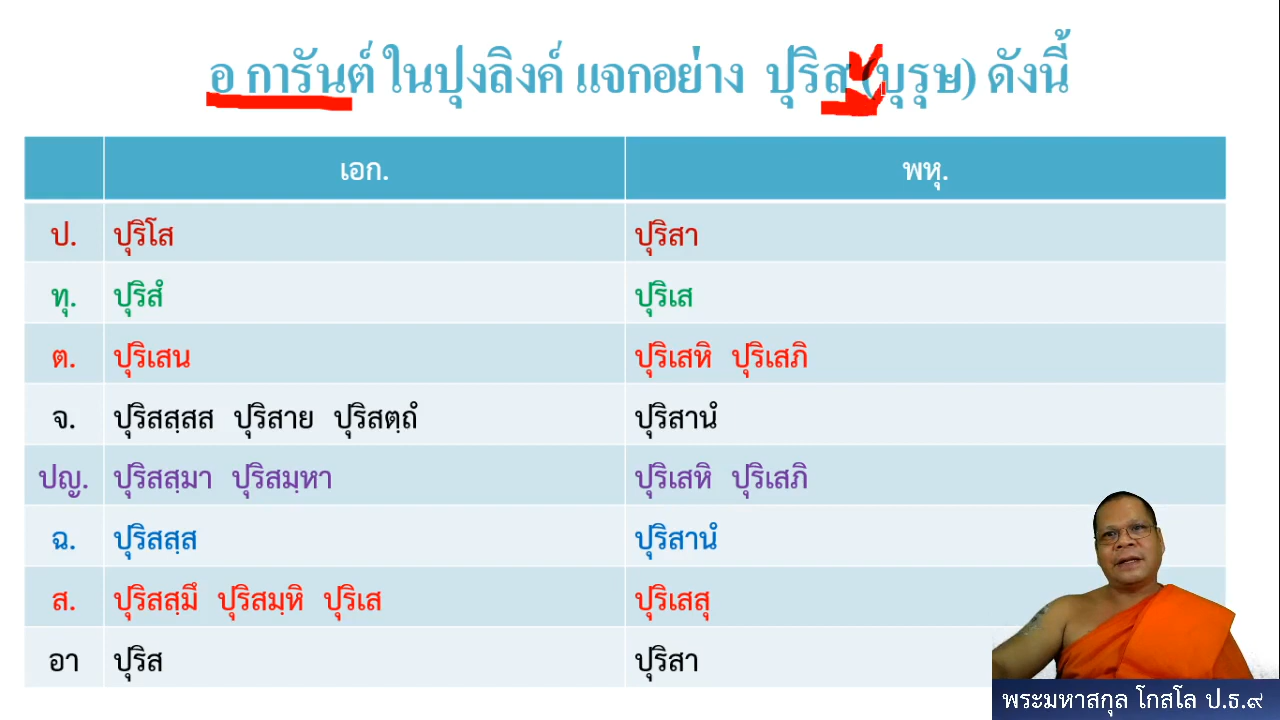 อ การันต์ ในปุงลิงค์ แจกอย่าง ปุริส (บุรุษ) ดังนี้
เอก. พหุ.
ป. ปุริโส ปุริสา
ทุ. ปุริสํ ปุริเส
ต. ปุริเสน ปุริเสหิ ปุริเสภิ
จ. ปุริสสฺสส ปุริสาย ปุริสตฺถํ ปุริสานํ
ปญ. ปุริสสฺมา ปุริสมฺหา ปุริเสหิ ปุริเสภิ
ฉ. ปุริสสฺส ปุริสานํ
ส. ปุริสสฺมึ ปุริสมฺหิ ปุริเส ปุริเสสุ
อา ปุริส ปุริสา
พระมหาสกุล โกสโล ป.ธ.๙